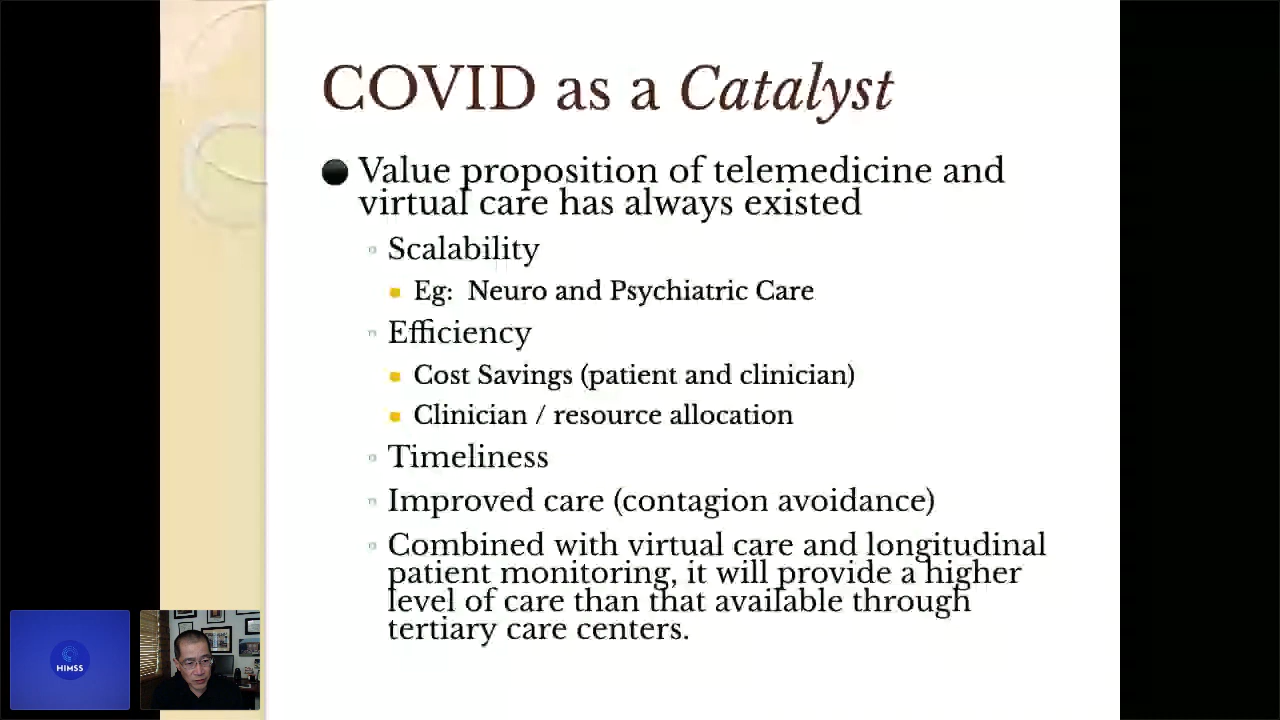 COVID as a Catalyst
Value proposition of telemedicine and
virtual care has always existed
Scalability
Eg: Neuro and Psychiatric Care
Efficiency
Cost Savings (patient and clinician)
Clinician / resource allocation
Timeliness
Improved care (contagion avoidance)
Combined with virtual care and longitudinal
patient monitoring, it will provide a higher
level of care than that available through
tertiary care centers.
HIMSS